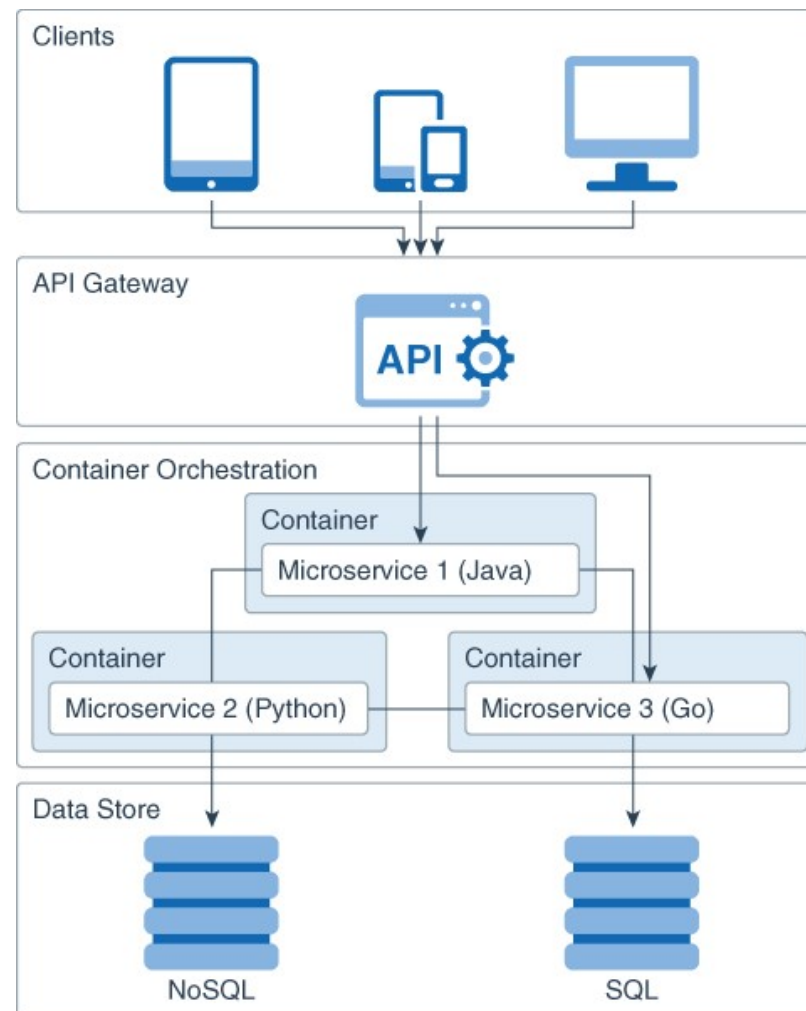 Clients
API Gateway
API
Container Orchestration
Container
Microservice 1 (Java)
Container
Microservice 2 (Python)
Container
Microservice 3 (Go)
Data Store
NoSQL
SQL